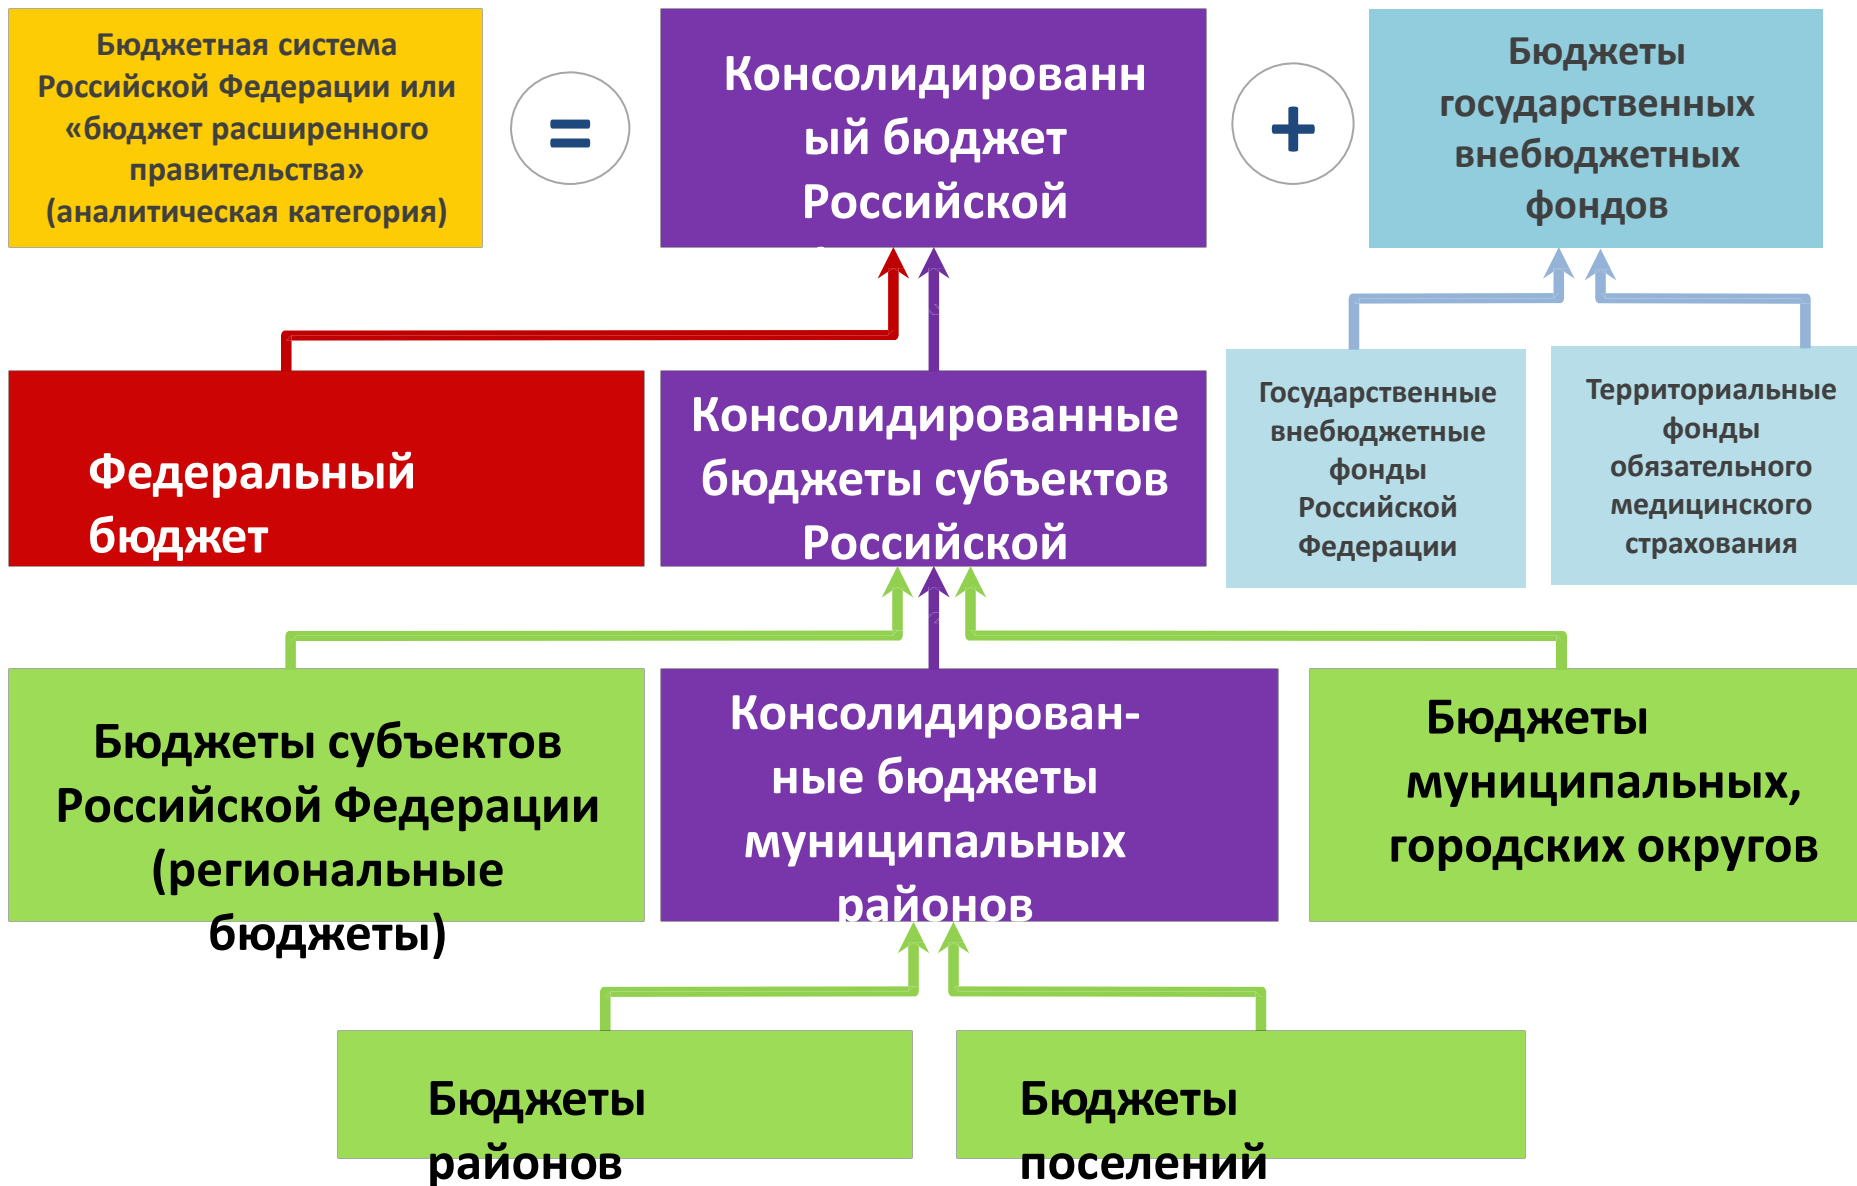 Бюджетная система
Российской Федерации или
«бюджет расширенного
правительства»
(аналитическая категория)
=
Консолидированн
ый бюджет
Российской
+
Бюджеты
государственных
внебюджетных
фондов
Федеральный
бюджет
Консолидированные
бюджеты субъектов
Российской
Государственные
внебюджетные
фонды
Российской
Федерации
Территориальные
фонды
обязательного
медицинского
страхования
Бюджеты субъектов
Российской Федерации
(региональные
бюджеты)
Консолидирован-
ные бюджеты
муниципальных
районов
Бюджеты
муниципальных,
городских округов
Бюджеты
районов
Бюджеты
поселений